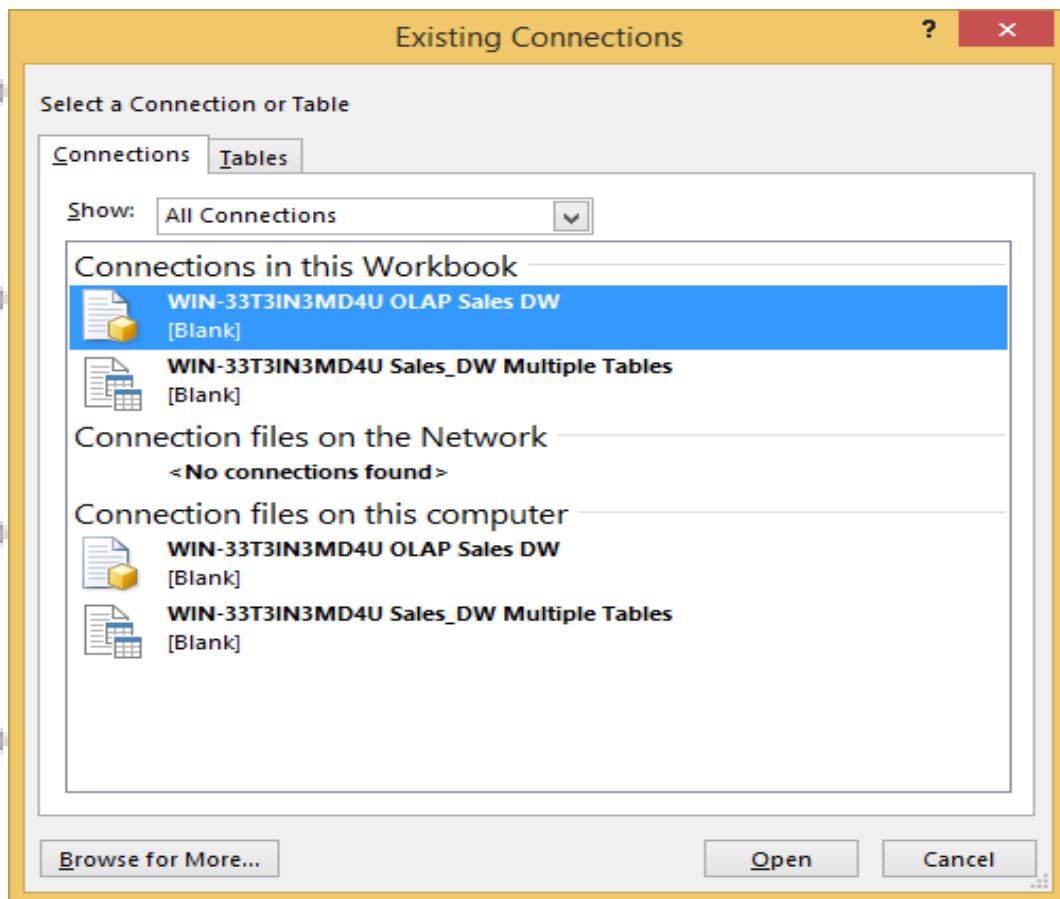 Existing Connections
?
Select a Connection or Table
Connections Tables
Show: All Connections
Connections in this Workbook
WIN-33T3IN3MD4U OLAP Sales DW
[Blank]
WIN-33T3IN3MD4U Sales_DW Multiple Tables
[Blank]
Connection files on the Network
<No connections found>
Connection files on this computer
WIN-33T3IN3MD4U OLAP Sales DW
[Blank]
WIN-33T3IN3MD4U Sales_DW Multiple Tables
[Blank]
Browse for More... Open Cancel